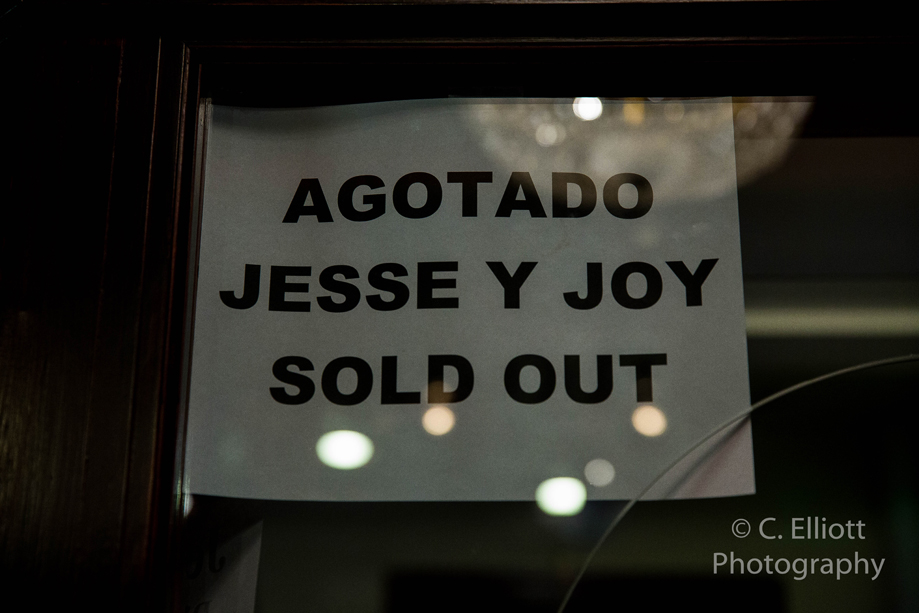 AGOTADO
JESSE Y JOY
SOLD OUT
© C. Elliott
Photography